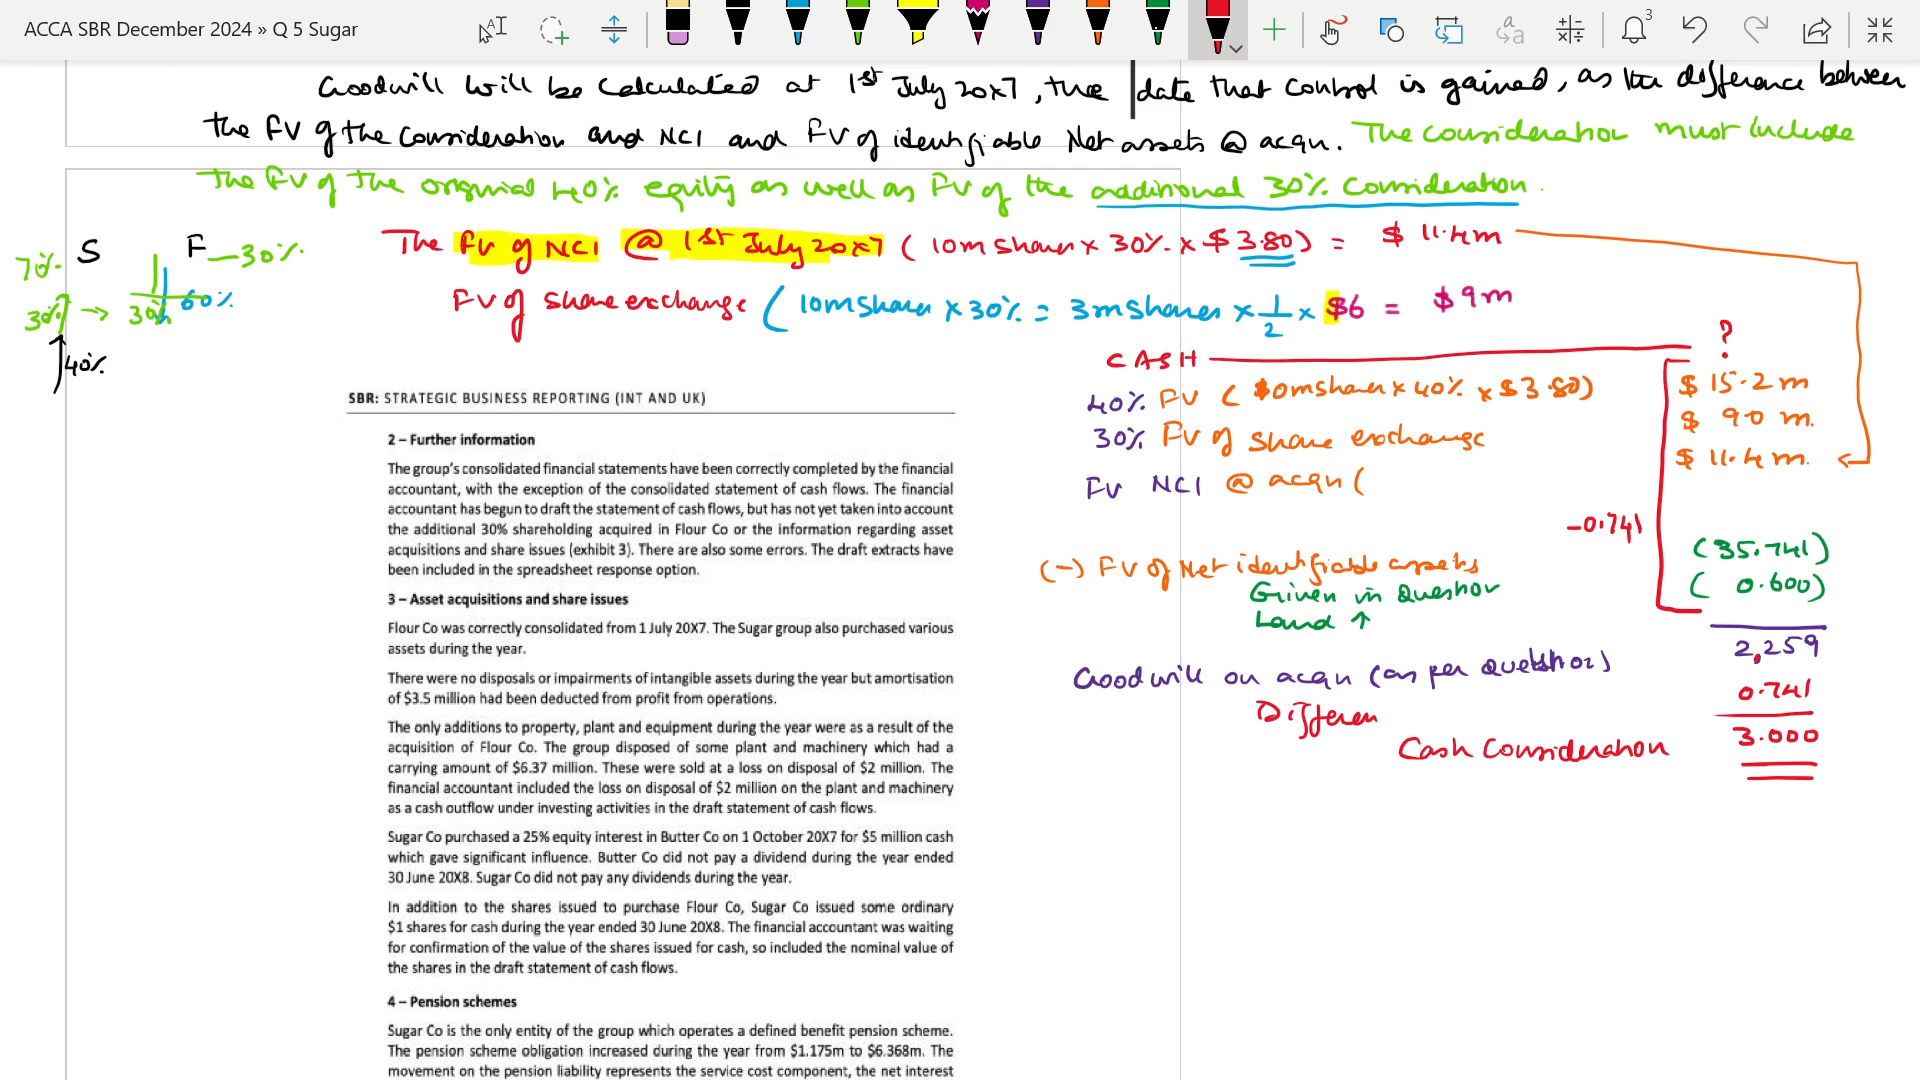 ACCA SBR December 2024 » Q 5 Sugar
3
Goodwill will be calculated at 1st July 20x7, the date that control is gained, as the difference between
the FV of the consideration and NCI and FV of identifiable Net assets @ acqn. The consideration must include
the FV of the original 40% equity as well as FV of the additional 30% consideration.
The FV of NCI @ 1st July 20x7 (10m shares x 30% x $3.80) = $ 11.4m
70% S F — 30%
30% → 30% 60%
40%
FV of share exchange (10m shares x 30% = 3m shares x 1/2 x $6 = $9m
CASH ?
40% FV ($10m shares x 40% x $3.80) $ 15.2m
30% FV of share exchange $ 9.0 m.
FV NCI @ acqn ( $ 11.4m.
-0.741
(35.741)
(-) FV of Net identifiable assets
Given in Question (0.600)
Land ↑
2,259
Goodwill on acqn (as per Question)
0.741
Differen
Cash Consideration 3.000
SBR: STRATEGIC BUSINESS REPORTING (INT AND UK)
2 – Further information
The group's consolidated financial statements have been correctly completed by the financial
accountant, with the exception of the consolidated statement of cash flows. The financial
accountant has begun to draft the statement of cash flows, but has not yet taken into account
the additional 30% shareholding acquired in Flour Co or the information regarding asset
acquisitions and share issues (exhibit 3). There are also some errors. The draft extracts have
been included in the spreadsheet response option.
3 – Asset acquisitions and share issues
Flour Co was correctly consolidated from 1 July 20X7. The Sugar group also purchased various
assets during the year.
There were no disposals or impairments of intangible assets during the year but amortisation
of $3.5 million had been deducted from profit from operations.
The only additions to property, plant and equipment during the year were as a result of the
acquisition of Flour Co. The group disposed of some plant and machinery which had a
carrying amount of $6.37 million. These were sold at a loss on disposal of $2 million. The
financial accountant included the loss on disposal of $2 million on the plant and machinery
as a cash outflow under investing activities in the draft statement of cash flows.
Sugar Co purchased a 25% equity interest in Butter Co on 1 October 20X7 for $5 million cash
which gave significant influence. Butter Co did not pay a dividend during the year ended
30 June 20X8. Sugar Co did not pay any dividends during the year.
In addition to the shares issued to purchase Flour Co, Sugar Co issued some ordinary
$1 shares for cash during the year ended 30 June 20X8. The financial accountant was waiting
for confirmation of the value of the shares issued for cash, so included the nominal value of
the shares in the draft statement of cash flows.
4 – Pension schemes
Sugar Co is the only entity of the group which operates a defined benefit pension scheme.
The pension scheme obligation increased during the year from $1.175m to $6.368m. The
movement on the pension liability represents the service cost component, the net interest